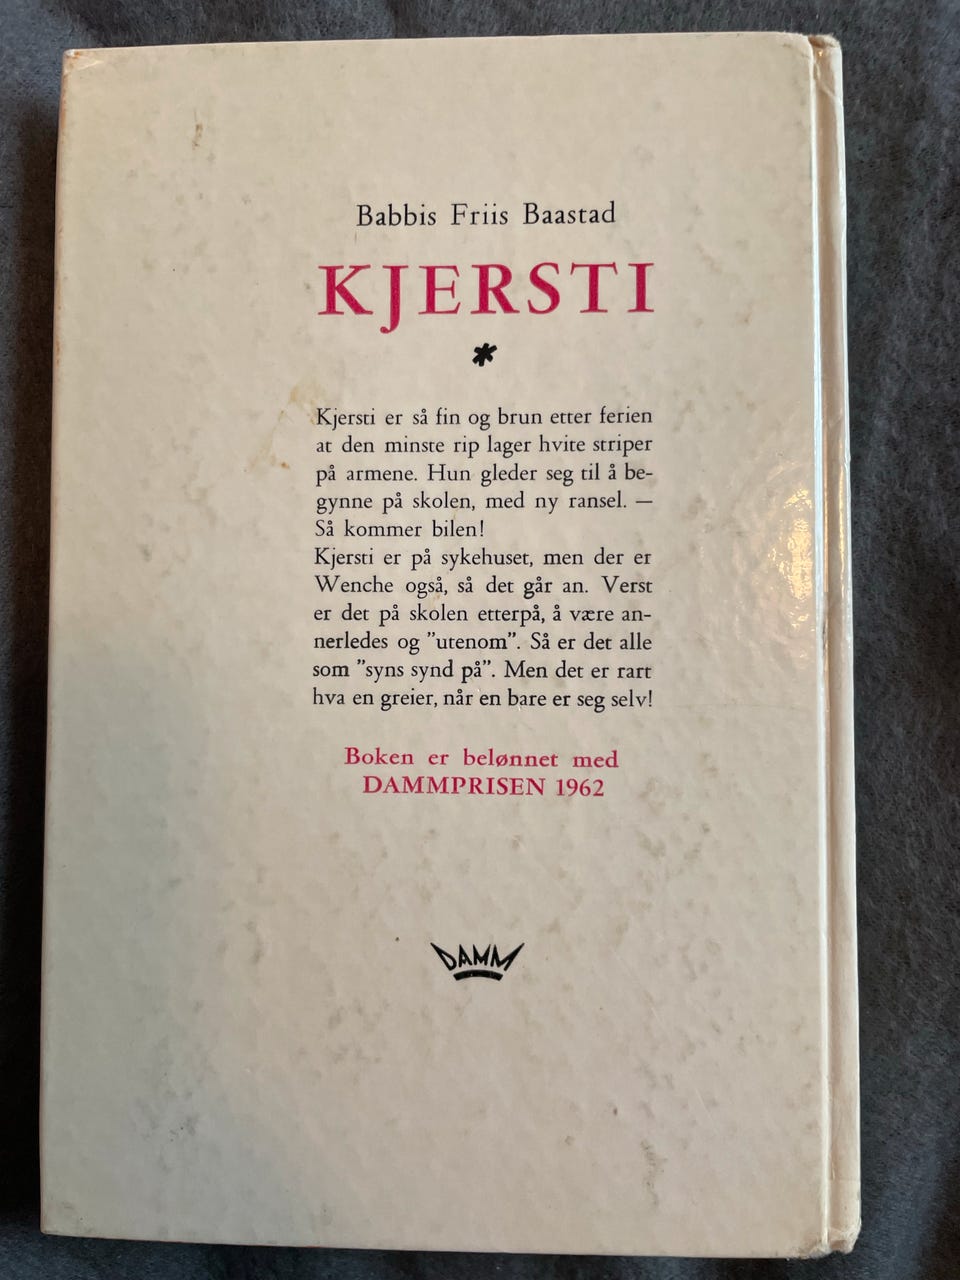 Babbis Friis Baastad
KJERSTI
*
Kjersti er så fin og brun etter ferien
at den minste rip lager hvite striper
på armene. Hun gleder seg til å be-
gynne på skolen, med ny ransel. —
Så kommer bilen!
Kjersti er på sykehuset, men der er
Wenche også, så det går an. Verst
er det på skolen etterpå, å være an-
nerledes og ”utenom”. Så er det alle
som ”syns synd på”. Men det er rart
hva en greier, når en bare er seg selv!
Boken er belønnet med
DAMMPRISEN 1962
DAMM